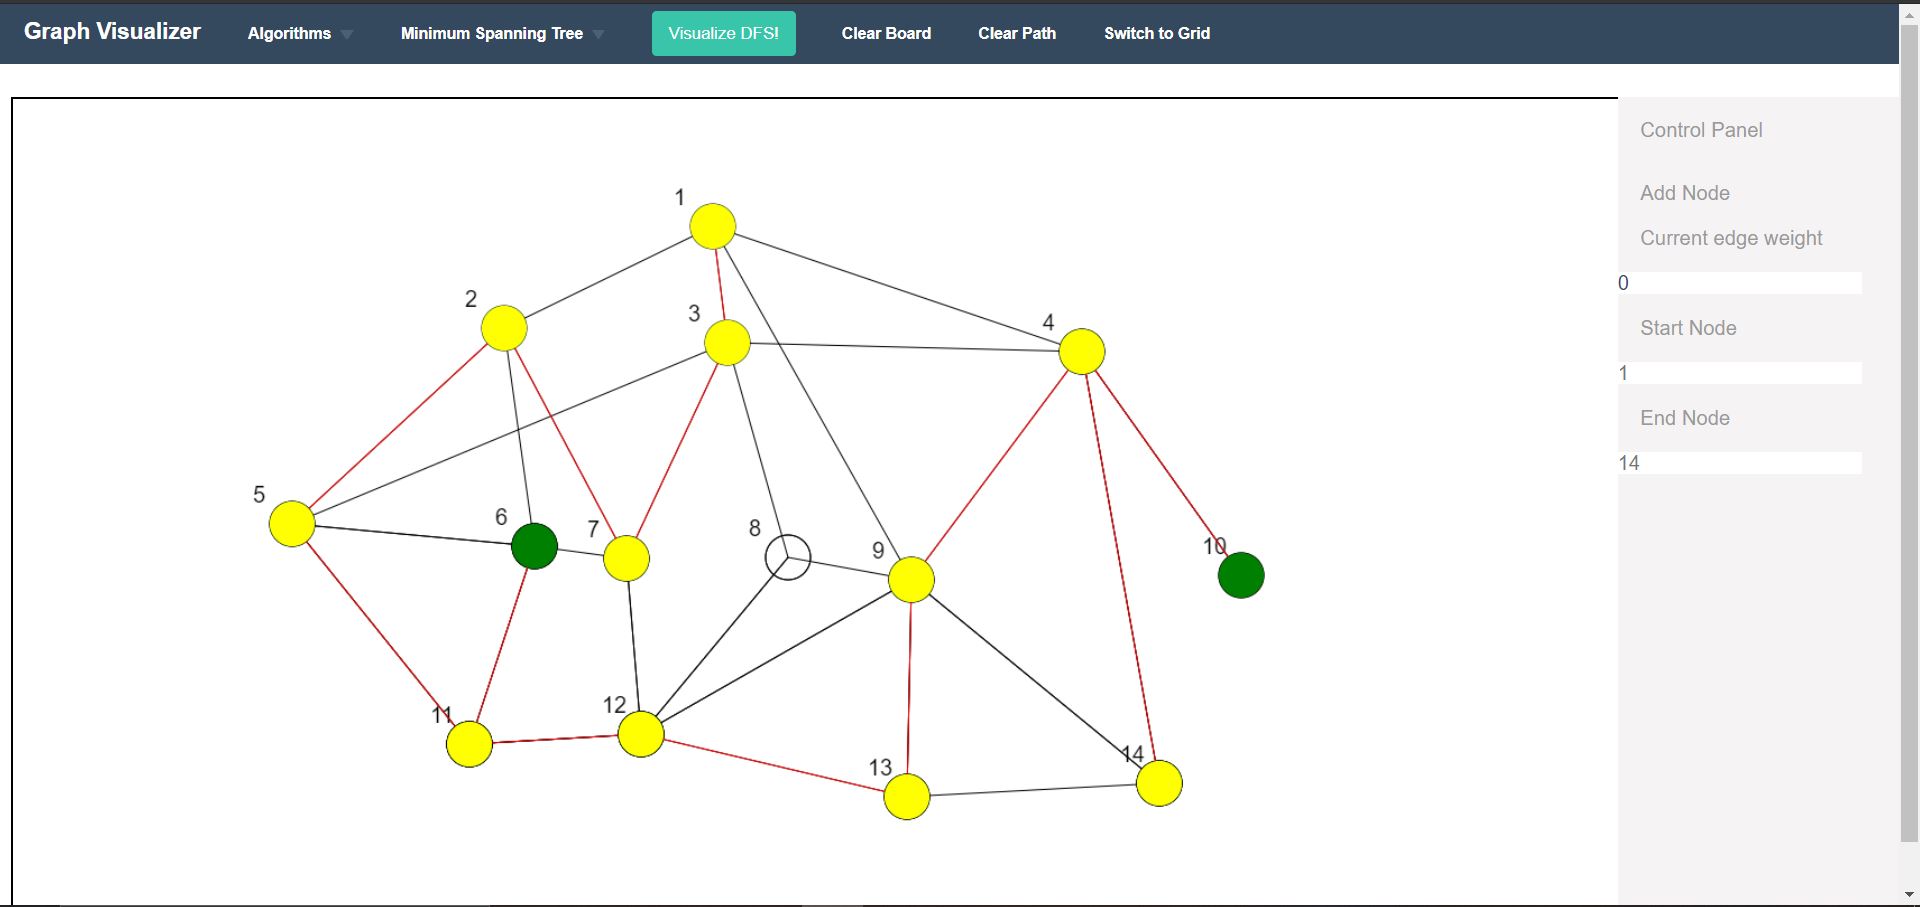 Graph Visualizer
Algorithms
Minimum Spanning Tree
Visualize DFS!
Clear Board
Clear Path
Switch to Grid
Control Panel
Add Node
Current edge weight
0
Start Node
1
End Node
14
1
2
3
4
5
6
7
8
9
10
11
12
13
14